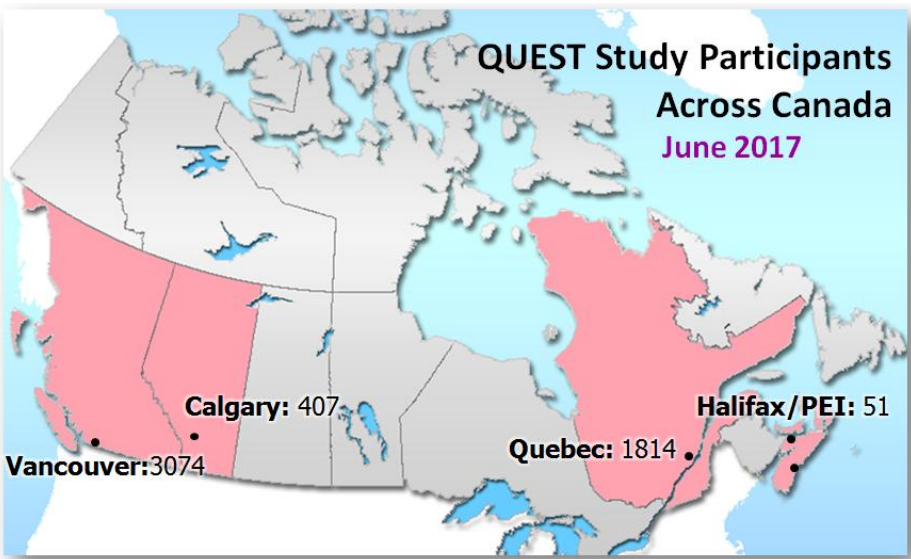 QUEST Study Participants
Across Canada
June 2017
Calgary: 407
Halifax/PEI: 51
Quebec: 1814
Vancouver:3074